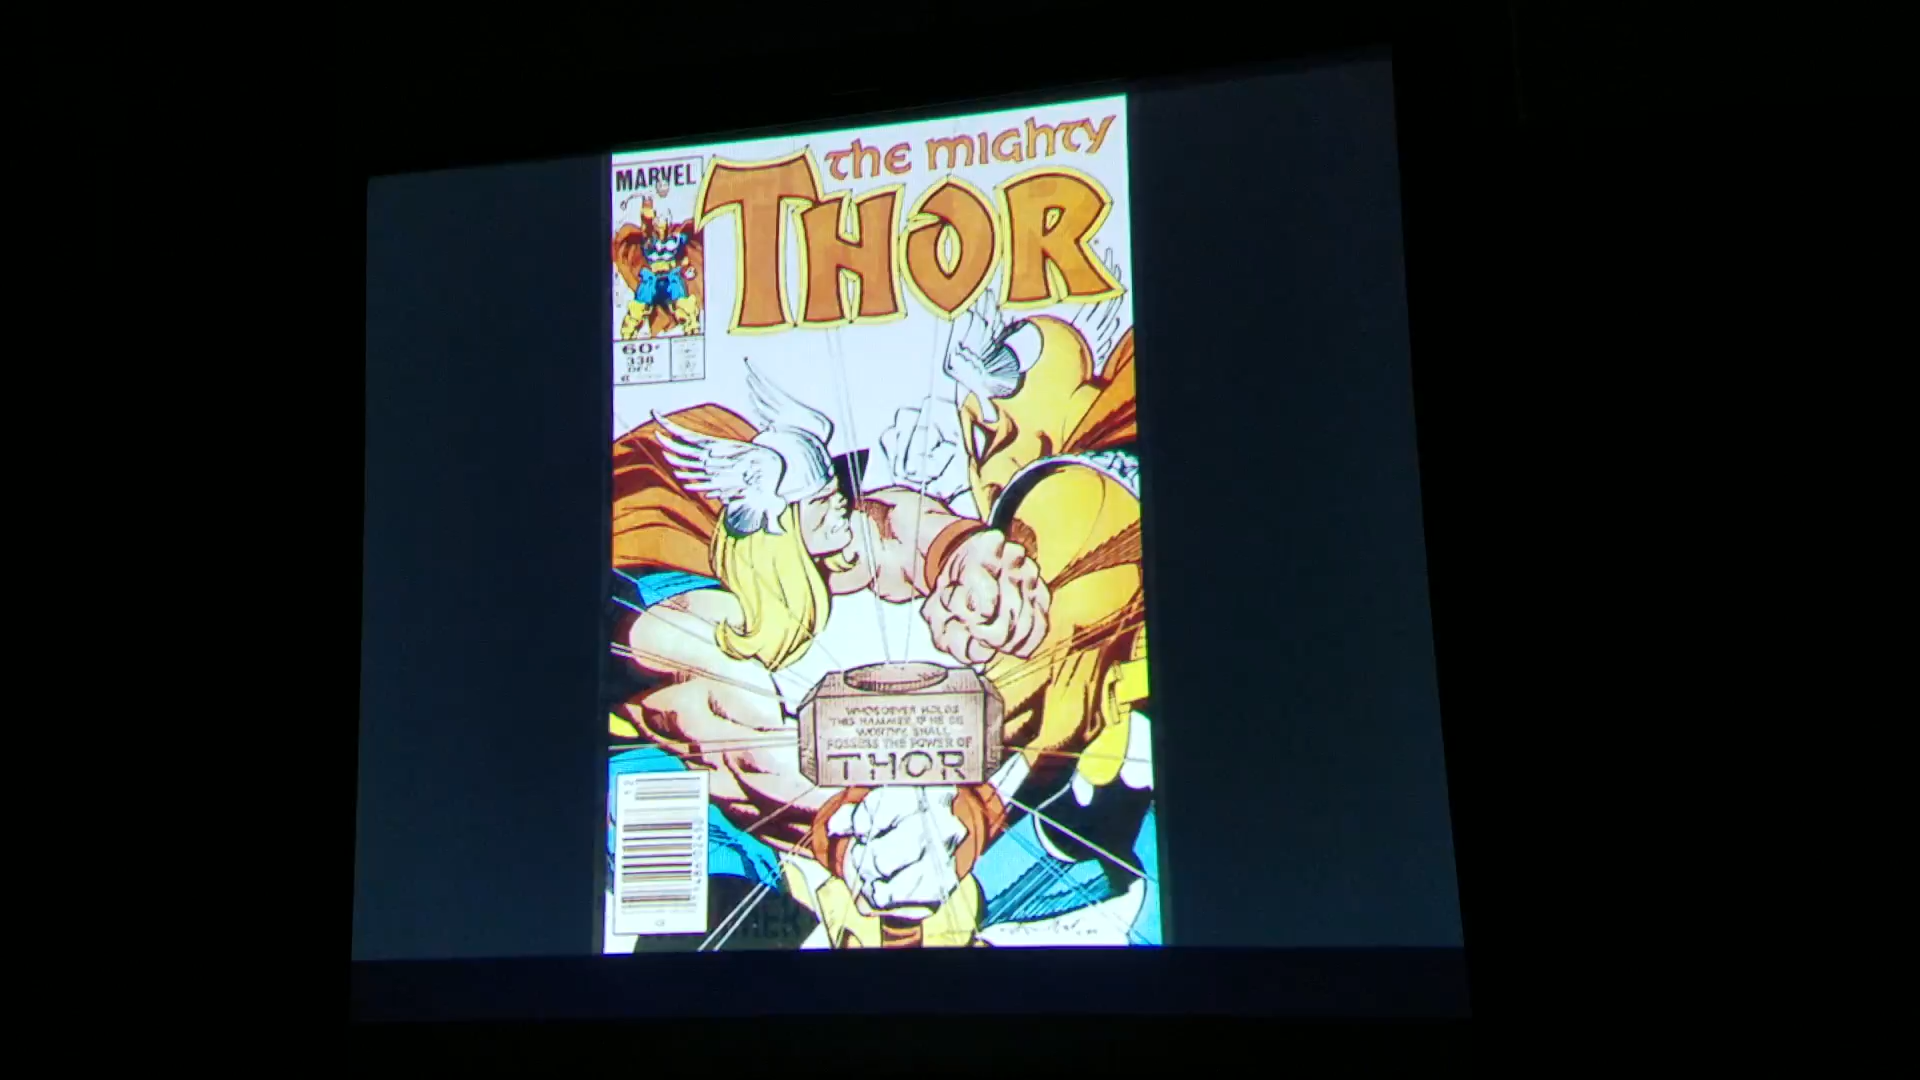 THE MIGHTY
MARVEL
THOR
60¢
338
DEC
WHOSOEVER HOLDS
THIS HAMMER, IF HE BE
WORTHY, SHALL
POSSESS THE POWER OF
THOR
12